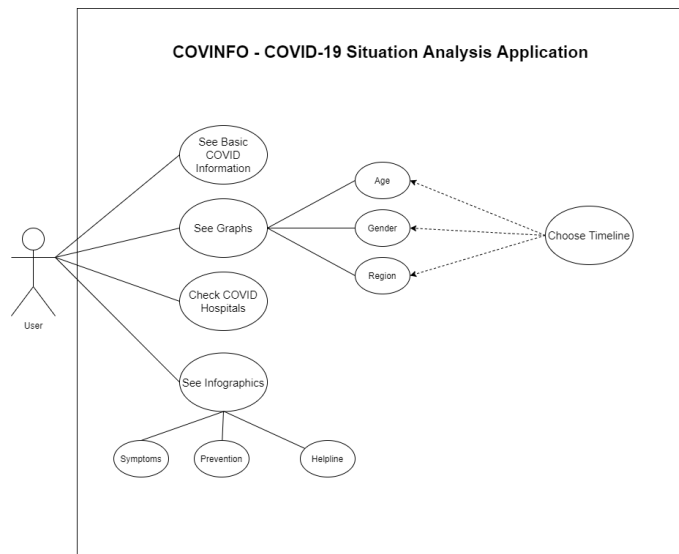 COVINFO - COVID-19 Situation Analysis Application
See Basic
COVID
Information
See Graphs
Age
Gender
Region
Choose Timeline
Check COVID
Hospitals
User
See Infographics
Symptoms
Prevention
Helpline